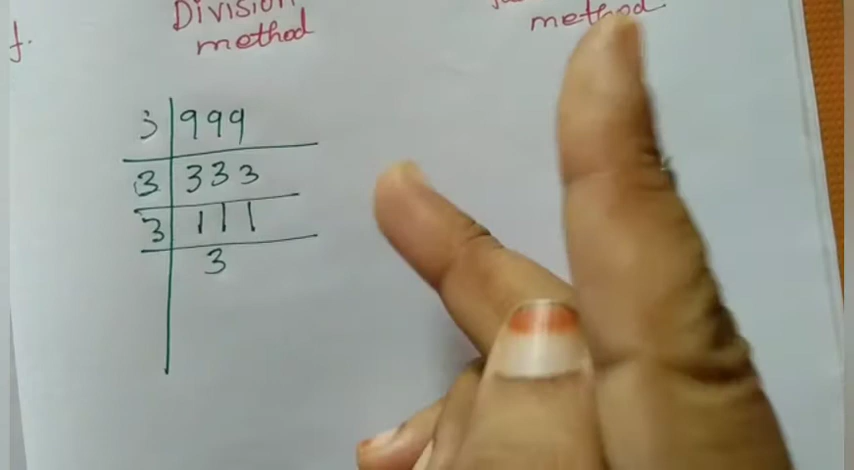 f.
Division
method
method
3 999
3 333
3 111
3